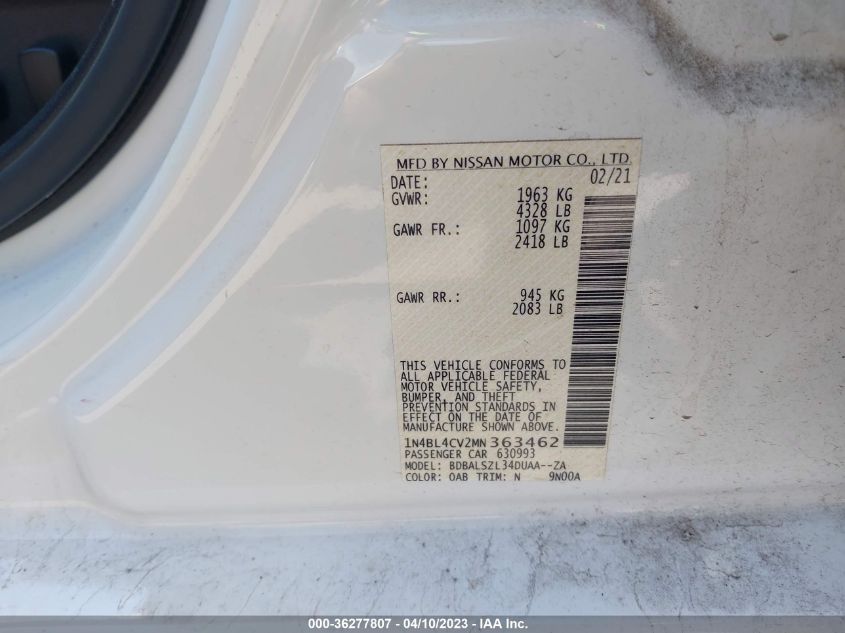 MFD BY NISSAN MOTOR CO., LTD.
DATE: 02/21
GVWR: 1963 KG
4328 LB
GAWR FR.: 1097 KG
2418 LB
GAWR RR.: 945 KG
2083 LB
THIS VEHICLE CONFORMS TO
ALL APPLICABLE FEDERAL
MOTOR VEHICLE SAFETY,
BUMPER, AND THEFT
PREVENTION STANDARDS IN
EFFECT ON THE DATE OF
MANUFACTURE SHOWN ABOVE.
1N4BL4CV2MN363462
PASSENGER CAR 630993
MODEL: BDBALSZL34DUAA--ZA
COLOR: QAB TRIM: N 9N00A
000-36277807 - 04/10/2023 - IAA Inc.